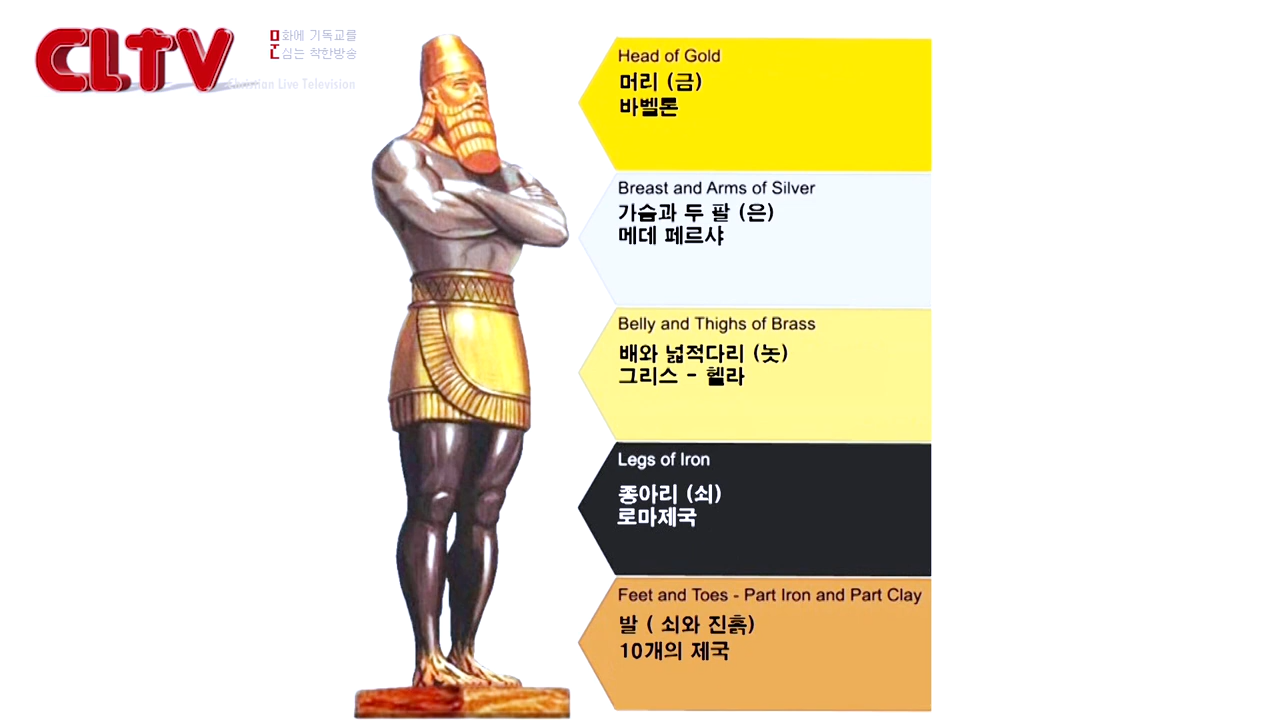 CLTV
문화에 기독교를
심는 착한방송
Christian Live Television
Head of Gold
머리 (금)
바벨론
Breast and Arms of Silver
가슴과 두 팔 (은)
메데 페르샤
Belly and Thighs of Brass
배와 넓적다리 (놋)
그리스 - 헬라
Legs of Iron
종아리 (쇠)
로마제국
Feet and Toes - Part Iron and Part Clay
발 ( 쇠와 진흙)
10개의 제국